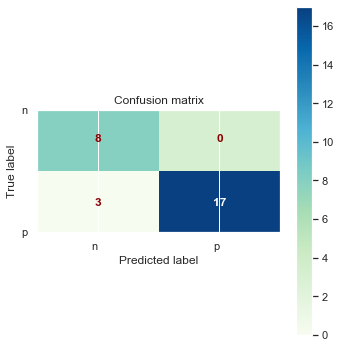 Confusion matrix
True label
n
8 0
p
3 17
n p
Predicted label
16
14
12
10
8
6
4
2
0